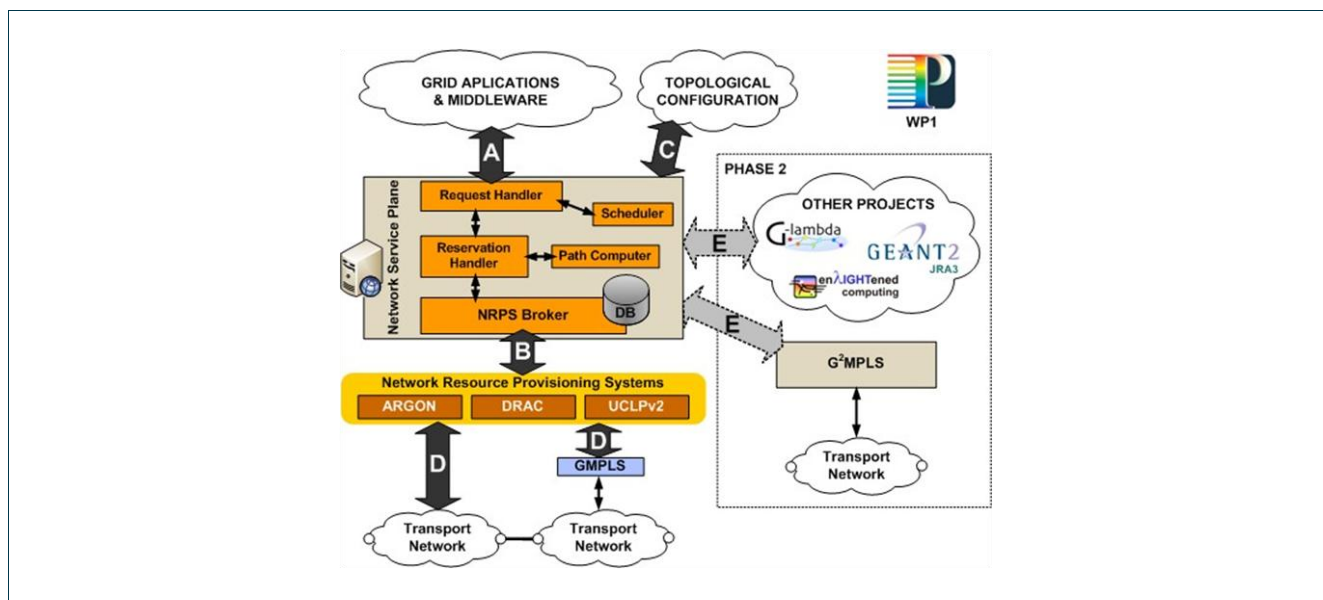 GRID APLICATIONS
& MIDDLEWARE
TOPOLOGICAL
CONFIGURATION
P
WP1
A
C
PHASE 2
Network Service Plane
Request Handler
Scheduler
Reservation
Handler
Path Computer
NRPS Broker
DB
E
OTHER PROJECTS
G-lambda
GEANT2
JRA3
enλIGHTened
computing
E
B
G²MPLS
Network Resource Provisioning Systems
ARGON
DRAC
UCLPv2
D
D
GMPLS
Transport
Network
Transport
Network
Transport
Network